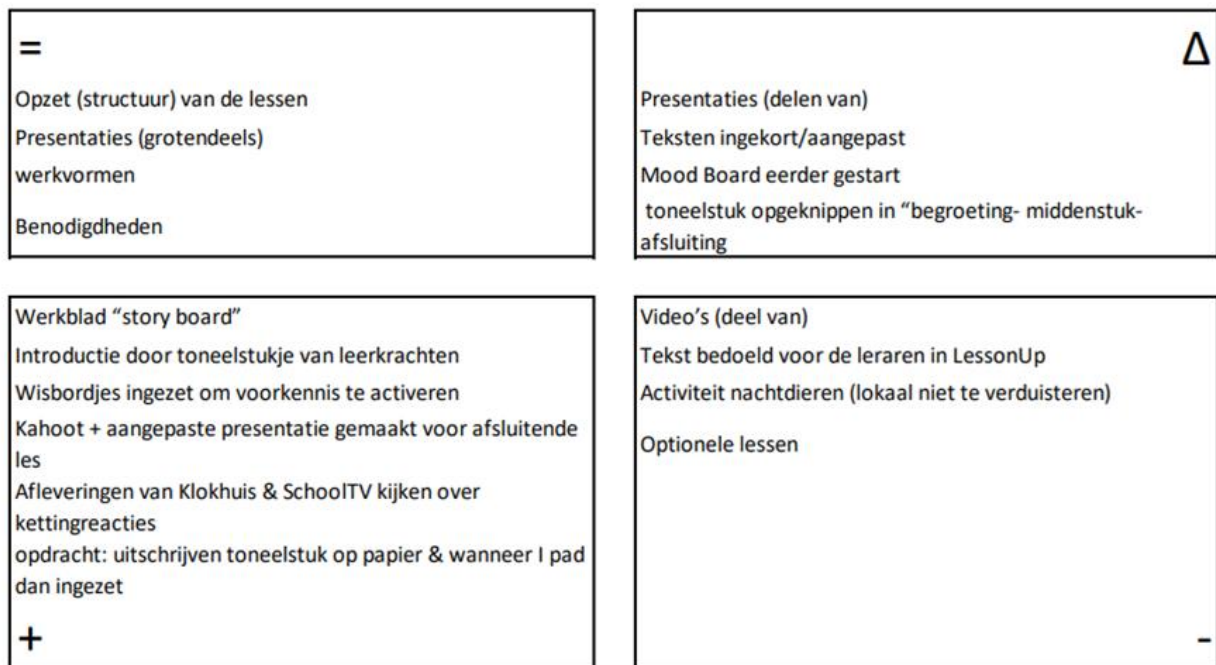 =
Opzet (structuur) van de lessen
Presentaties (grotendeels)
werkvormen
Benodigdheden
Δ
Presentaties (delen van)
Teksten ingekort/aangepast
Mood Board eerder gestart
toneelstuk opgeknippen in “begroeting- middenstuk-
afsluiting
Werkblad “story board”
Introductie door toneelstukje van leerkrachten
Wisbordjes ingezet om voorkennis te activeren
Kahoot + aangepaste presentatie gemaakt voor afsluitende
les
Afleveringen van Klokhuis & SchoolTV kijken over
kettingreacties
opdracht: uitschrijven toneelstuk op papier & wanneer I pad
dan ingezet
+
Video’s (deel van)
Tekst bedoeld voor de leraren in LessonUp
Activiteit nachtdieren (lokaal niet te verduisteren)
Optionele lessen
-